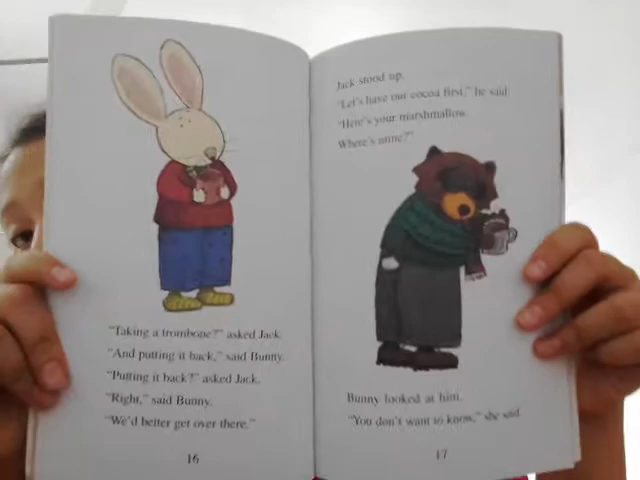 "Taking a trombone?" asked Jack.
"And putting it back," said Bunny.
"Putting it back?" asked Jack.
"Right," said Bunny.
"We'd better get over there."
16
Jack stood up.
"Let's have our cocoa first," he said.
"Here's your marshmallow.
Where's mine?"
Bunny looked at him.
"You don't want to know," she said.
17